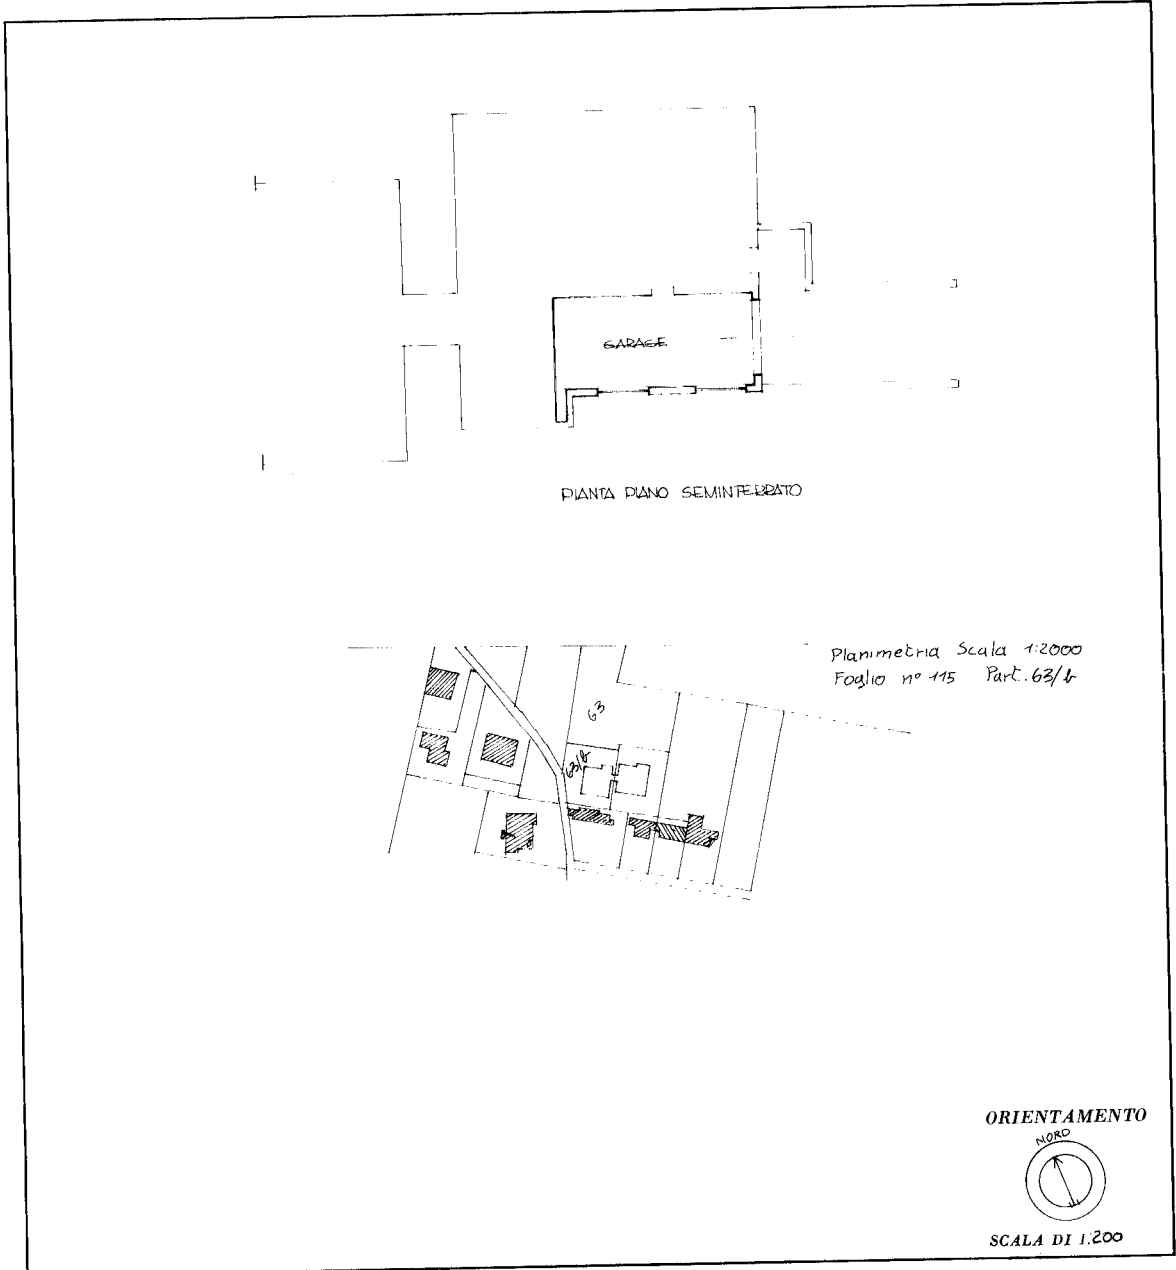 GARAGE
PIANTA PIANO SEMINTERRATO
Planimetria Scala 1:2000
Foglio nº 115 Part. 63/b
63
63/b
ORIENTAMENTO
NORD
SCALA DI 1:200